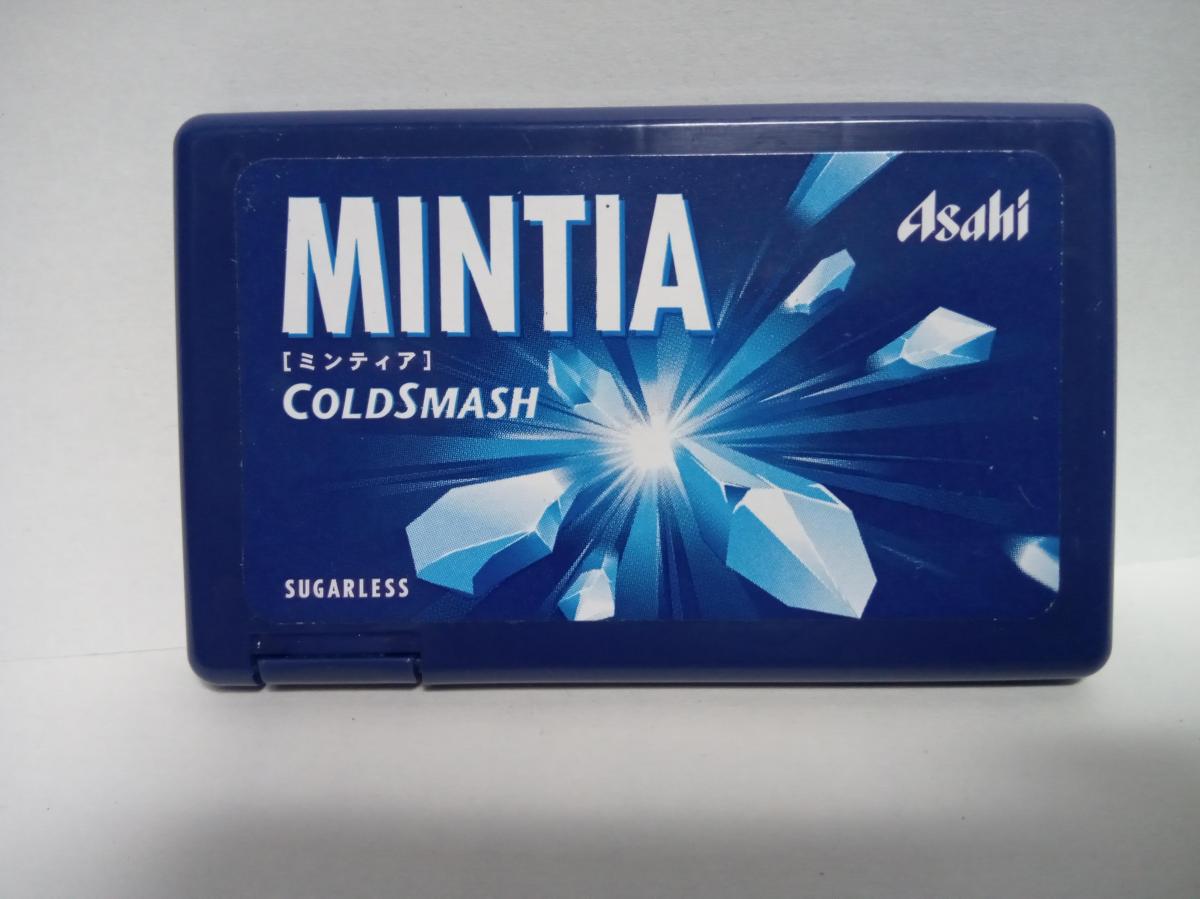 MINTIA
Asahi
[ミンティア]
COLDSMASH
SUGARLESS